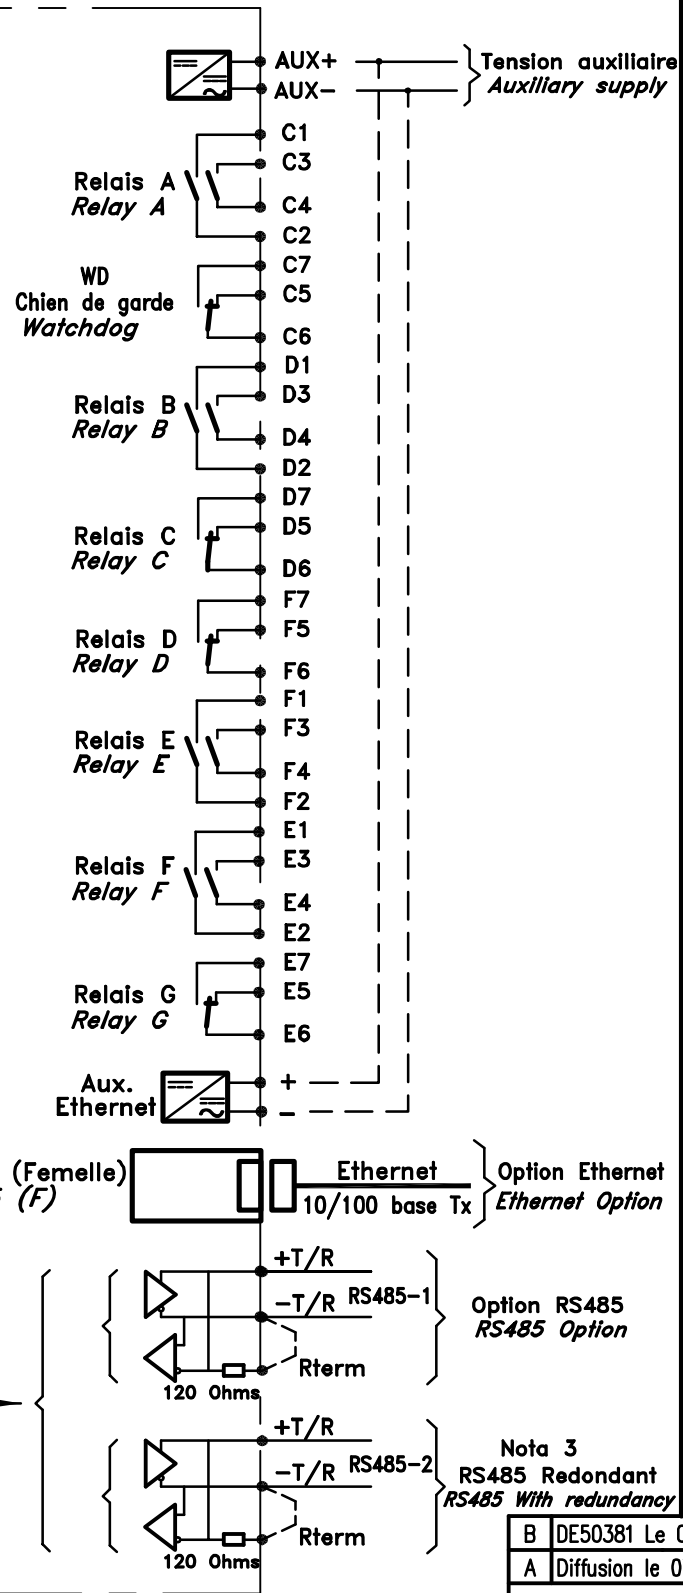 AUX+
AUX-
Tension auxiliaire
Auxiliary supply
C1
C3
Relais A
Relay A
C4
C2
C7
WD
Chien de garde
Watchdog
C5
C6
D1
D3
Relais B
Relay B
D4
D2
D7
D5
Relais C
Relay C
D6
F7
F5
Relais D
Relay D
F6
F1
F3
Relais E
Relay E
F4
F2
E1
E3
Relais F
Relay F
E4
E2
E7
E5
Relais G
Relay G
E6
Aux.
Ethernet
+
-
(Femelle)
(F)
Ethernet
10/100 base Tx
Option Ethernet
Ethernet Option
+T/R
-T/R
RS485-1
Option RS485
RS485 Option
Rterm
120 Ohms
+T/R
-T/R
RS485-2
Nota 3
RS485 Redondant
RS485 With redundancy
Rterm
120 Ohms
B DE50381 Le 0
A Diffusion le 0